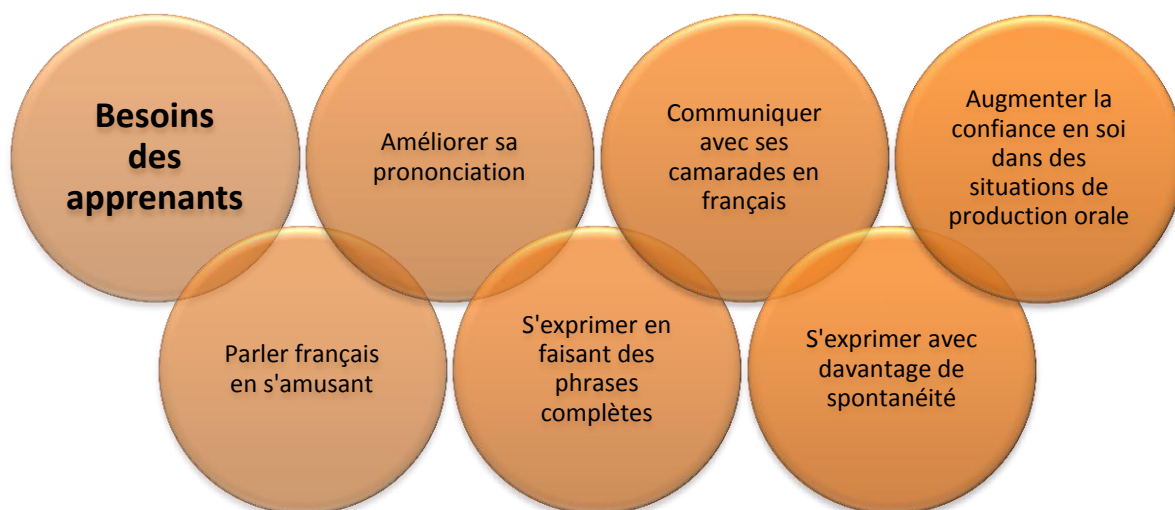 Besoins
des
apprenants
Améliorer sa
prononciation
Communiquer
avec ses
camarades en
français
Augmenter la
confiance en soi
dans des
situations de
production orale
Parler français
en s'amusant
S'exprimer en
faisant des
phrases
complètes
S'exprimer avec
davantage de
spontanéité